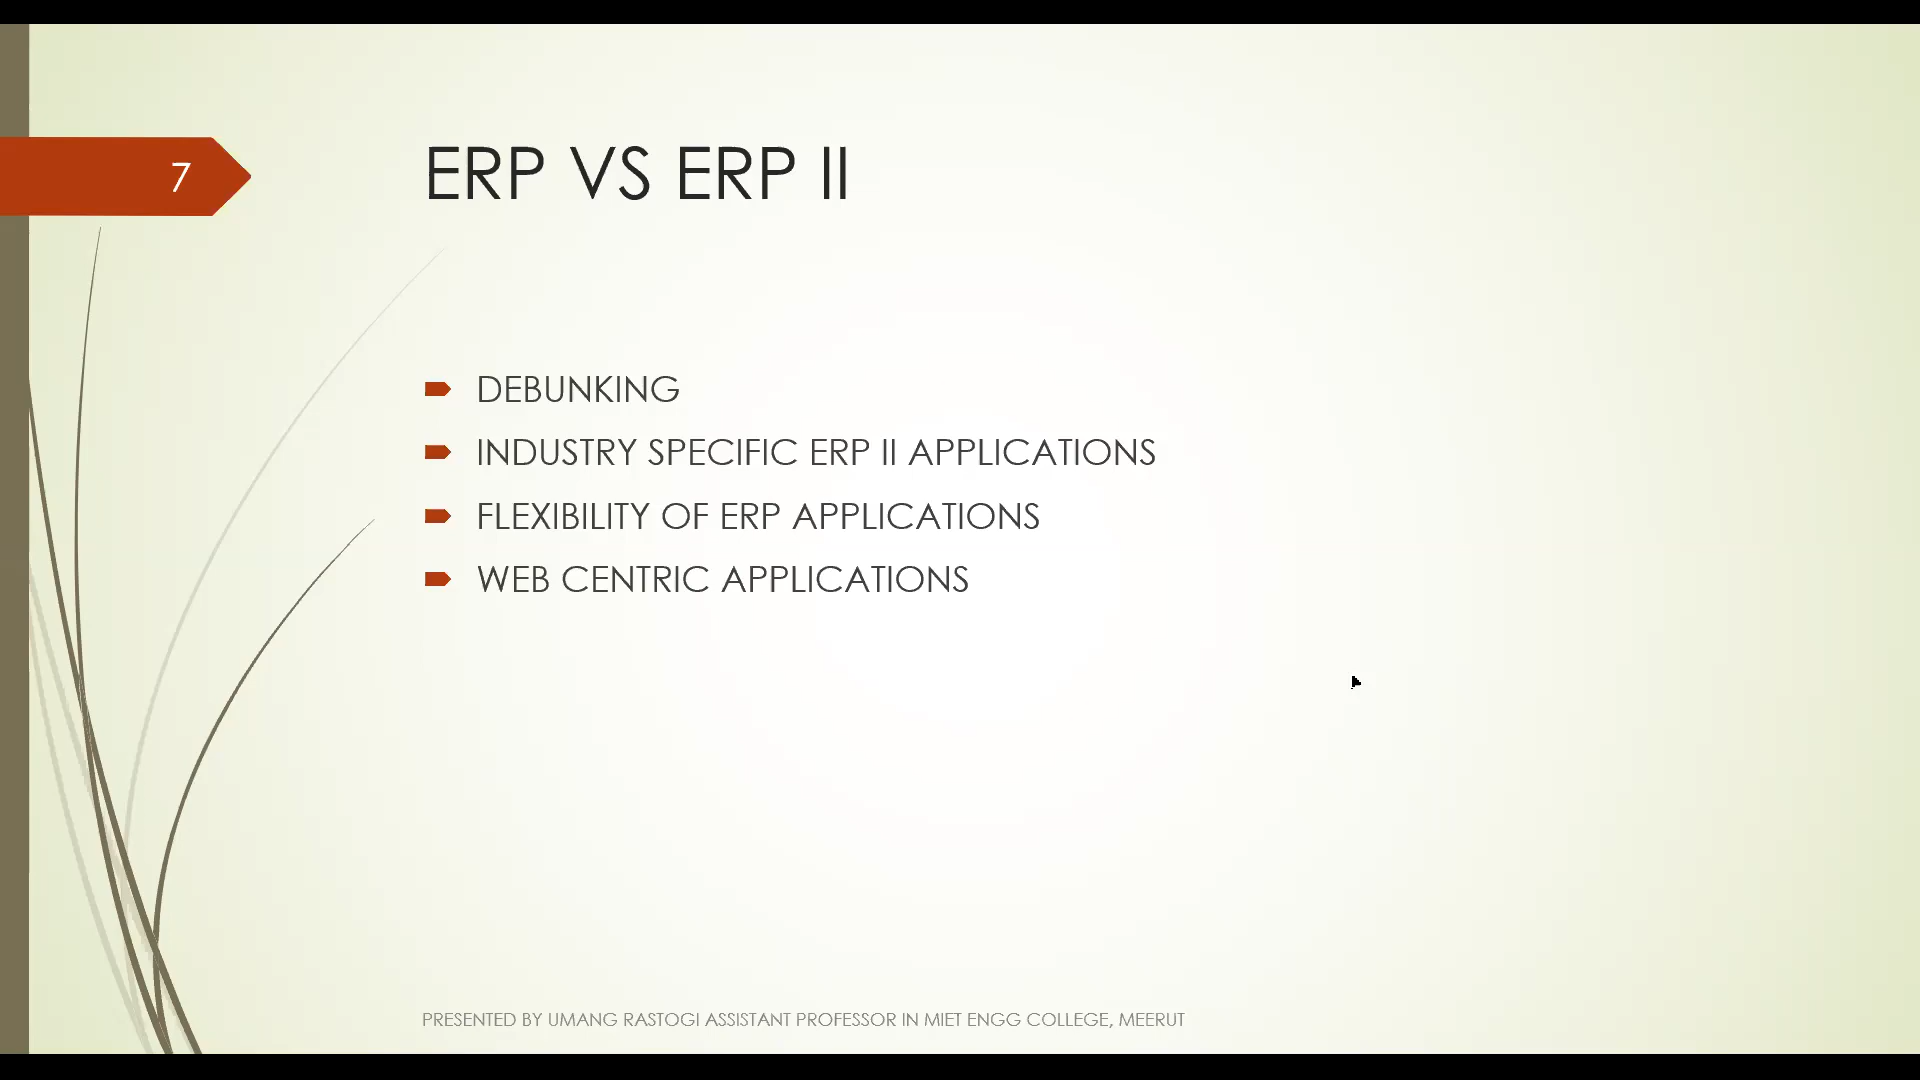 7
ERP VS ERP II
DEBUNKING
INDUSTRY SPECIFIC ERP II APPLICATIONS
FLEXIBILITY OF ERP APPLICATIONS
WEB CENTRIC APPLICATIONS
PRESENTED BY UMANG RASTOGI ASSISTANT PROFESSOR IN MIET ENGG COLLEGE, MEERUT